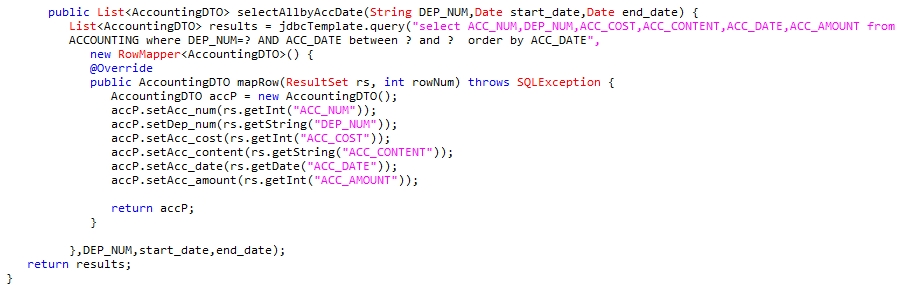 public List<AccountingDTO> selectAllbyAccDate(String DEP_NUM,Date start_date,Date end_date) {
List<AccountingDTO> results = jdbcTemplate.query("select ACC_NUM,DEP_NUM,ACC_COST,ACC_CONTENT,ACC_DATE,ACC_AMOUNT from
ACCOUNTING where DEP_NUM=? AND ACC_DATE between ? and ?  order by ACC_DATE",
new RowMapper<AccountingDTO>() {
@Override
public AccountingDTO mapRow(ResultSet rs, int rowNum) throws SQLException {
AccountingDTO accP = new AccountingDTO();
accP.setAcc_num(rs.getInt("ACC_NUM"));
accP.setDep_num(rs.getString("DEP_NUM"));
accP.setAcc_cost(rs.getInt("ACC_COST"));
accP.setAcc_content(rs.getString("ACC_CONTENT"));
accP.setAcc_date(rs.getDate("ACC_DATE"));
accP.setAcc_amount(rs.getInt("ACC_AMOUNT"));
return accP;
}
},DEP_NUM,start_date,end_date);
return results;
}